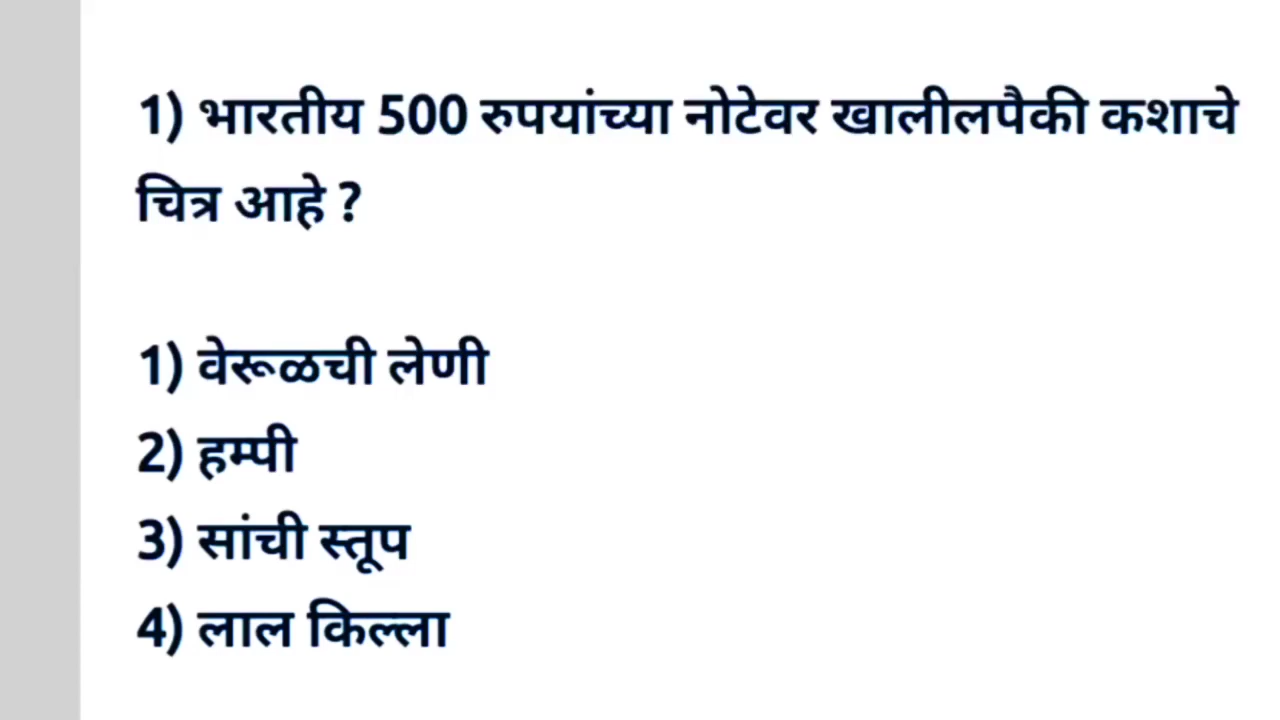 1) भारतीय 500 रुपयांच्या नोटेवर खालीलपैकी कशाचे
चित्र आहे ?
1) वेरूळची लेणी
2) हम्पी
3) सांची स्तूप
4) लाल किल्ला